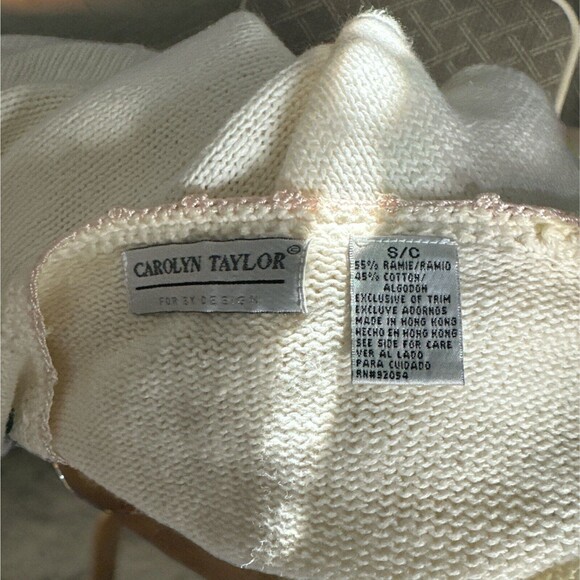 CAROLYN TAYLOR®
FOR BY DESIGN
S/C
55% RAMIE/RAMIO
45% COTTON/
ALGODON
EXCLUSIVE OF TRIM
EXCLUYE ADORNOS
MADE IN HONG KONG
HECHO EN HONG KONG
SEE SIDE FOR CARE
VER AL LADO
PARA CUIDADO
RN#92054